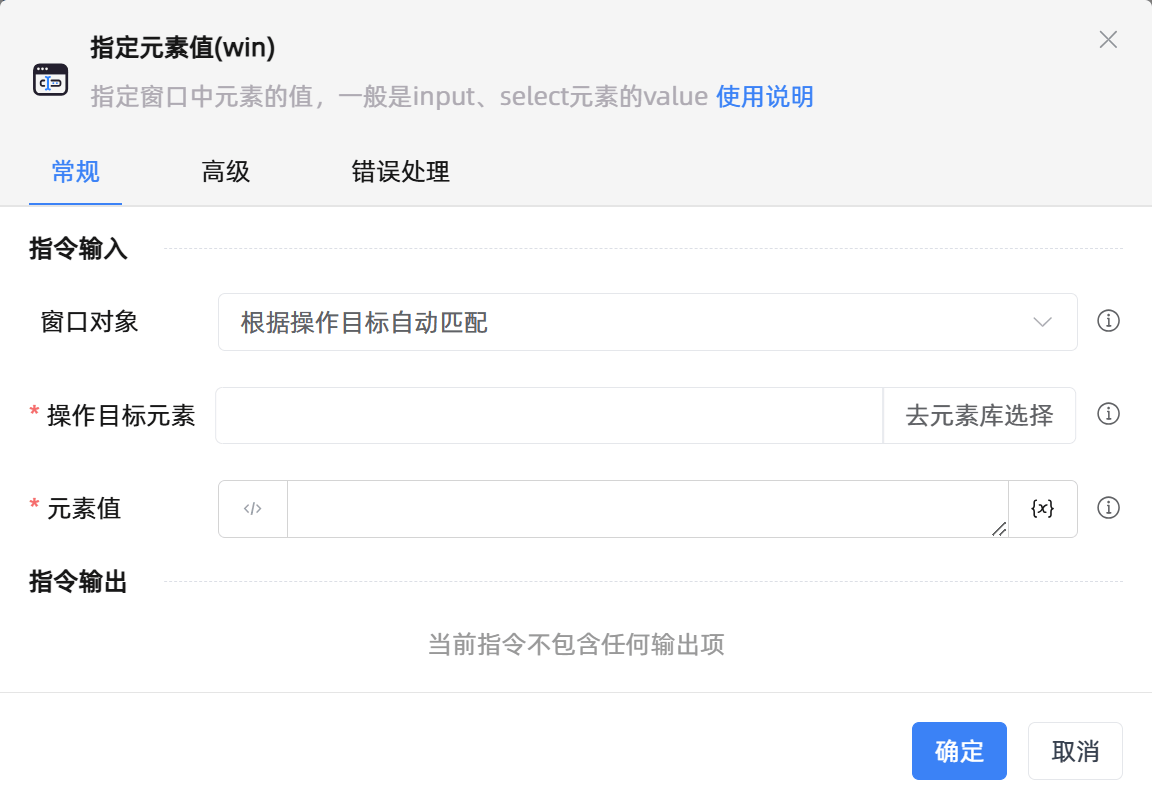 指定元素值(win)
指定窗口中元素的值，一般是input、select元素的value 使用说明
常规 高级 错误处理
指令输入
窗口对象 根据操作目标自动匹配
* 操作目标元素 去元素库选择
* 元素值 </> {x}
指令输出
当前指令不包含任何输出项
确定 取消